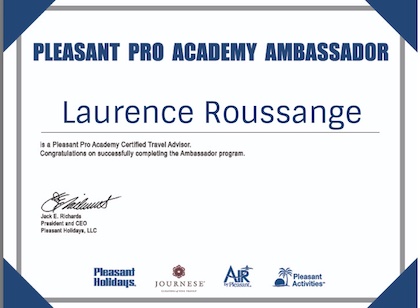 PLEASANT PRO ACADEMY AMBASSADOR
Laurence Roussange
is a Pleasant Pro Academy Certified Travel Advisor.
Congratulations on successfully completing the Ambassador program.
Jack E. Richards
President and CEO
Pleasant Holidays, LLC
Pleasant Holidays.
JOURNESE®
AIR by Pleasant.
Pleasant Activities